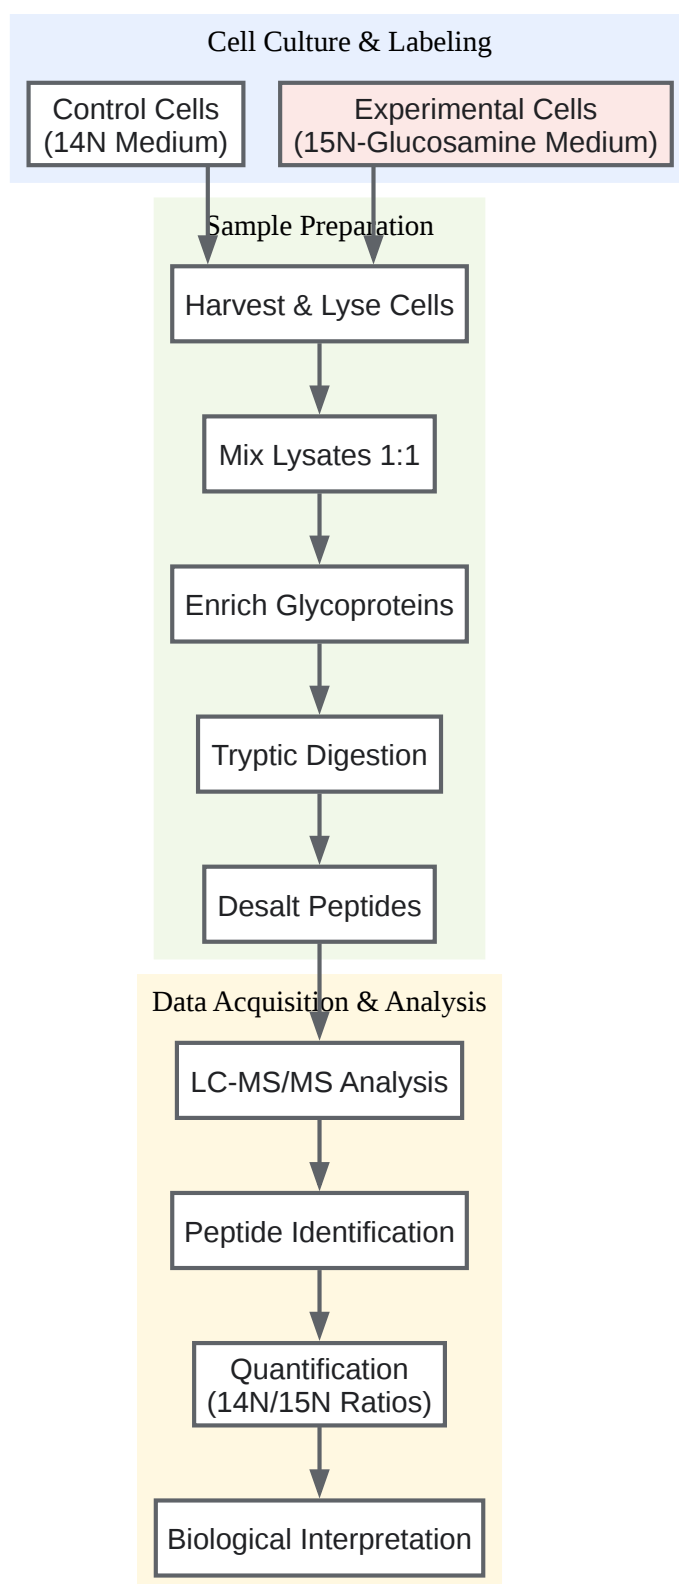 Cell Culture & Labeling
Control Cells
(14N Medium)
Experimental Cells
(15N-Glucosamine Medium)
Sample Preparation
Harvest & Lyse Cells
Mix Lysates 1:1
Enrich Glycoproteins
Tryptic Digestion
Desalt Peptides
Data Acquisition & Analysis
LC-MS/MS Analysis
Peptide Identification
Quantification
(14N/15N Ratios)
Biological Interpretation